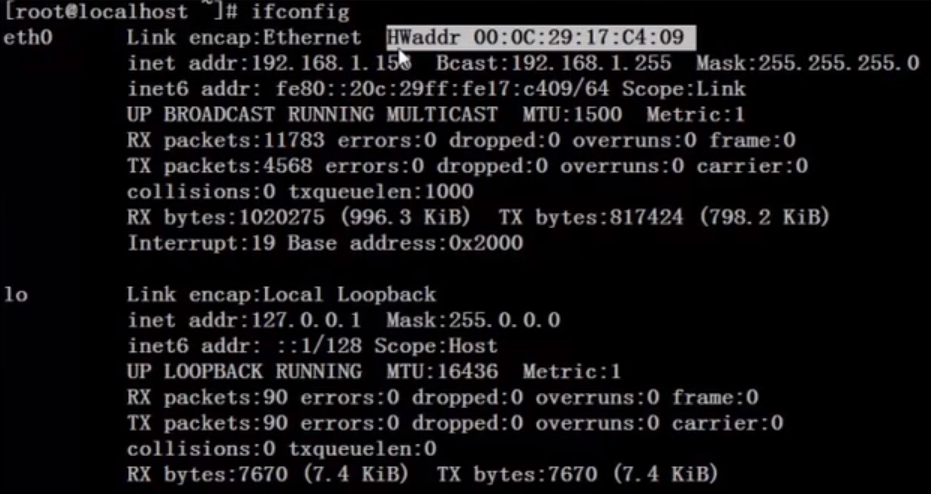 [root@localhost ~]# ifconfig
eth0 Link encap:Ethernet HWaddr 00:0C:29:17:C4:09
inet addr:192.168.1.156 Bcast:192.168.1.255 Mask:255.255.255.0
inet6 addr: fe80::20c:29ff:fe17:c409/64 Scope:Link
UP BROADCAST RUNNING MULTICAST MTU:1500 Metric:1
RX packets:11783 errors:0 dropped:0 overruns:0 frame:0
TX packets:4568 errors:0 dropped:0 overruns:0 carrier:0
collisions:0 txqueuelen:1000
RX bytes:1020275 (996.3 KiB) TX bytes:817424 (798.2 KiB)
Interrupt:19 Base address:0x2000
lo Link encap:Local Loopback
inet addr:127.0.0.1 Mask:255.0.0.0
inet6 addr: ::1/128 Scope:Host
UP LOOPBACK RUNNING MTU:16436 Metric:1
RX packets:90 errors:0 dropped:0 overruns:0 frame:0
TX packets:90 errors:0 dropped:0 overruns:0 carrier:0
collisions:0 txqueuelen:0
RX bytes:7670 (7.4 KiB) TX bytes:7670 (7.4 KiB)